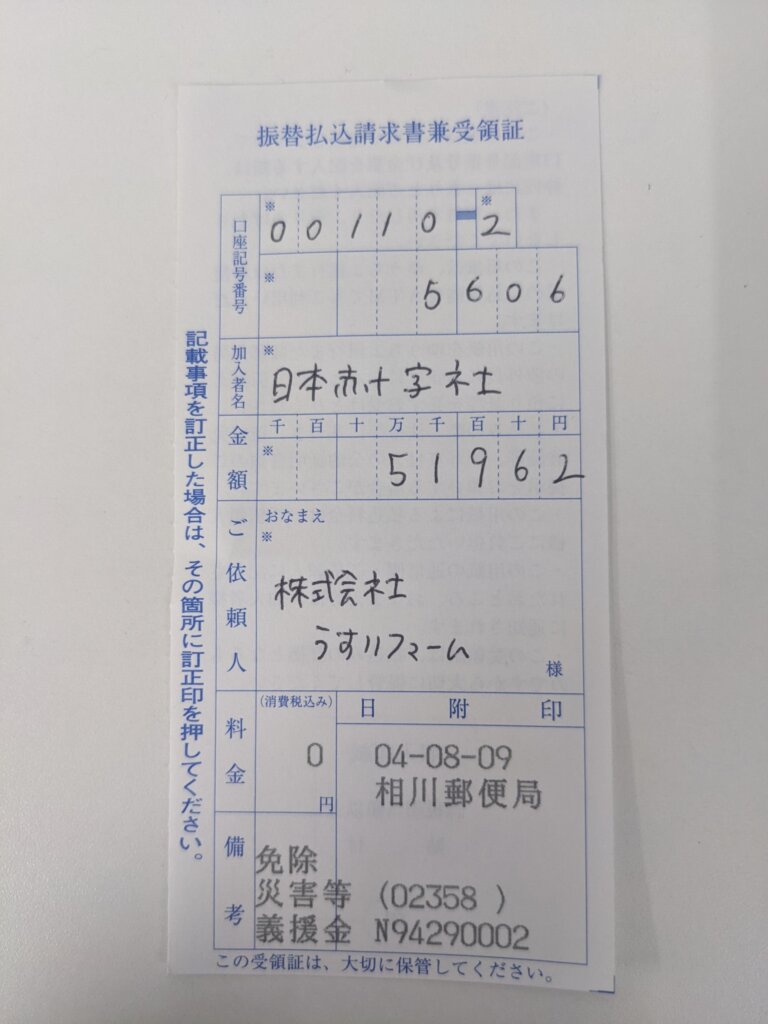 振替払込請求書兼受領証
口座記号番号
※ ※
00110-2
※
5606
加入者名
※
日本赤十字社
金額
千百十万千百十円
※
51962
ご依頼人
おなまえ
※
株式会社
うすいファーム
様
料金
(消費税込み)
0
円
日附印
04-08-09
相川郵便局
備考
免除
災害等 (02358 )
義援金 N94290002
この受領証は、大切に保管してください。
記載事項を訂正した場合は、その箇所に訂正印を押してください。